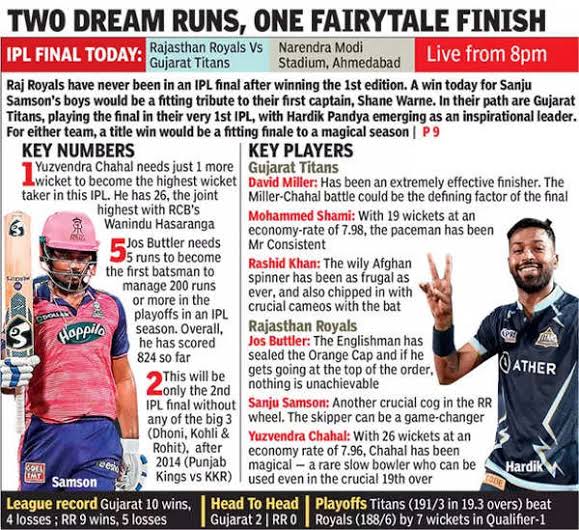 TWO DREAM RUNS, ONE FAIRYTALE FINISH
IPL FINAL TODAY:
Rajasthan Royals Vs
Gujarat Titans
Narendra Modi
Stadium, Ahmedabad
Live from 8pm
Raj Royals have never been in an IPL final after winning the 1st edition. A win today for Sanju
Samson's boys would be a fitting tribute to their first captain, Shane Warne. In their path are Gujarat
Titans, playing the final in their very 1st IPL, with Hardik Pandya emerging as an inspirational leader.
For either team, a title win would be a fitting finale to a magical season | P 9
KEY NUMBERS
1 Yuzvendra Chahal needs just 1 more
wicket to become the highest wicket
taker in this IPL. He has 26, the joint
highest with RCB's
Wanindu Hasaranga
5 Jos Buttler needs
5 runs to become
the first batsman to
manage 200 runs
or more in the
playoffs in an IPL
season. Overall,
he has scored
824 so far
2 This will be
only the 2nd
IPL final without
any of the big 3
(Dhoni, Kohli &
Rohit), after
2014 (Punjab
Kings vs KKR)
DOLLAR
Happilo
GOEL
TMT
Samson
KEY PLAYERS
Gujarat Titans
David Miller: Has been an extremely effective finisher. The
Miller-Chahal battle could be the defining factor of the final
Mohammed Shami: With 19 wickets at an
economy-rate of 7.98, the paceman has been
Mr Consistent
Rashid Khan: The wily Afghan
spinner has been as frugal as
ever, and also chipped in with
crucial cameos with the bat
Rajasthan Royals
Jos Buttler: The Englishman has
sealed the Orange Cap and if he
gets going at the top of the order,
nothing is unachievable
Sanju Samson: Another crucial cog in the RR
wheel. The skipper can be a game-changer
Yuzvendra Chahal: With 26 wickets at an
economy rate of 7.96, Chahal has been
magical — a rare slow bowler who can be
used even in the crucial 19th over
TITANS
ATHER
Hardik
League record Gujarat 10 wins,
4 losses ; RR 9 wins, 5 losses
Head To Head
Gujarat 2 | RR 0
Playoffs Titans (191/3 in 19.3 overs) beat
Royals (188/6) by 7 wickets in Qualifier-1